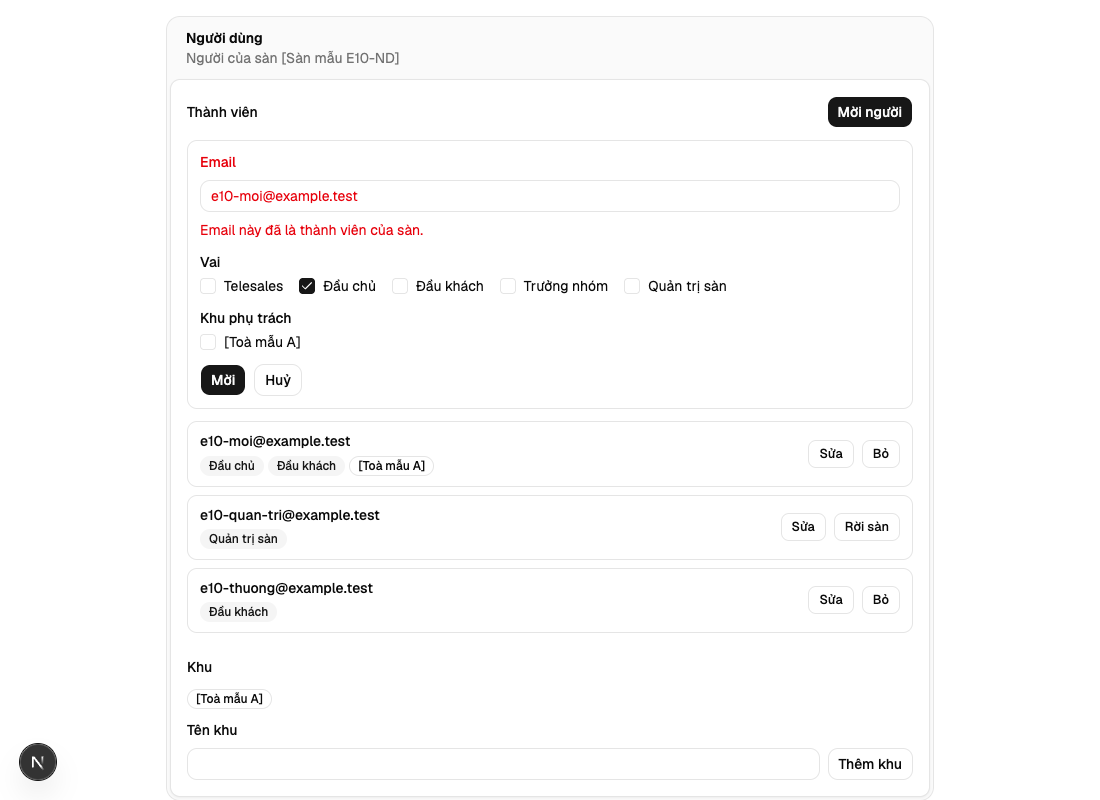 Người dùng
Người của sàn [Sàn mẫu E10-ND]
Thành viên
Mời người
Email
e10-moi@example.test
Email này đã là thành viên của sàn.
Vai
Telesales Đầu chủ Đầu khách Trưởng nhóm Quản trị sàn
Khu phụ trách
[Toà mẫu A]
Mời Huỷ
e10-moi@example.test
Đầu chủ Đầu khách [Toà mẫu A]
Sửa Bỏ
e10-quan-tri@example.test
Quản trị sàn
Sửa Rời sàn
e10-thuong@example.test
Đầu khách
Sửa Bỏ
Khu
[Toà mẫu A]
Tên khu
Thêm khu
N